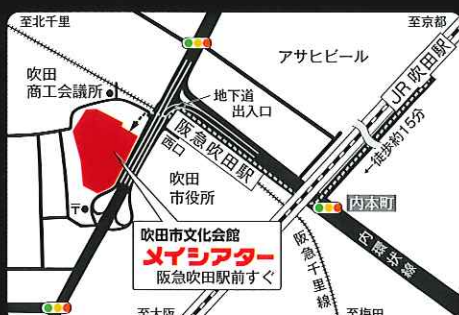 至北千里
至京都
アサヒビール
吹田
商工会議所
地下道
出入口
JR吹田駅
←徒歩約15分
阪急吹田駅
西口
吹田
市役所
〒
内本町
吹田市文化会館
メイシアター
阪急吹田駅前すぐ
内環状線
阪急千里線
至大阪
至梅田